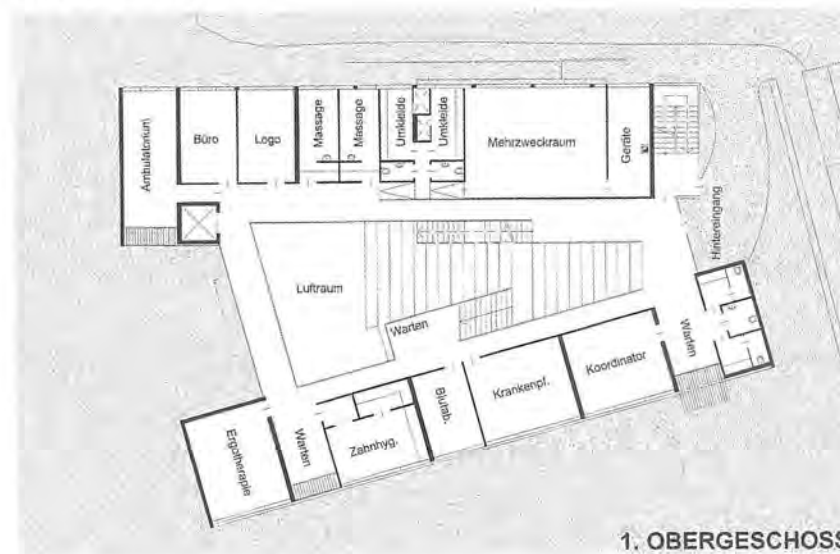 Ambulatorium
Büro
Logo
Massage
Massage
Umkleide
Umkleide
Mehrzweckraum
Geräte
Hintereingang
Luftraum
Warten
Warten
Koordinator
Krankenpf.
Blutab.
Zahnhyg.
Warten
Ergotherapie
1. OBERGESCHOSS